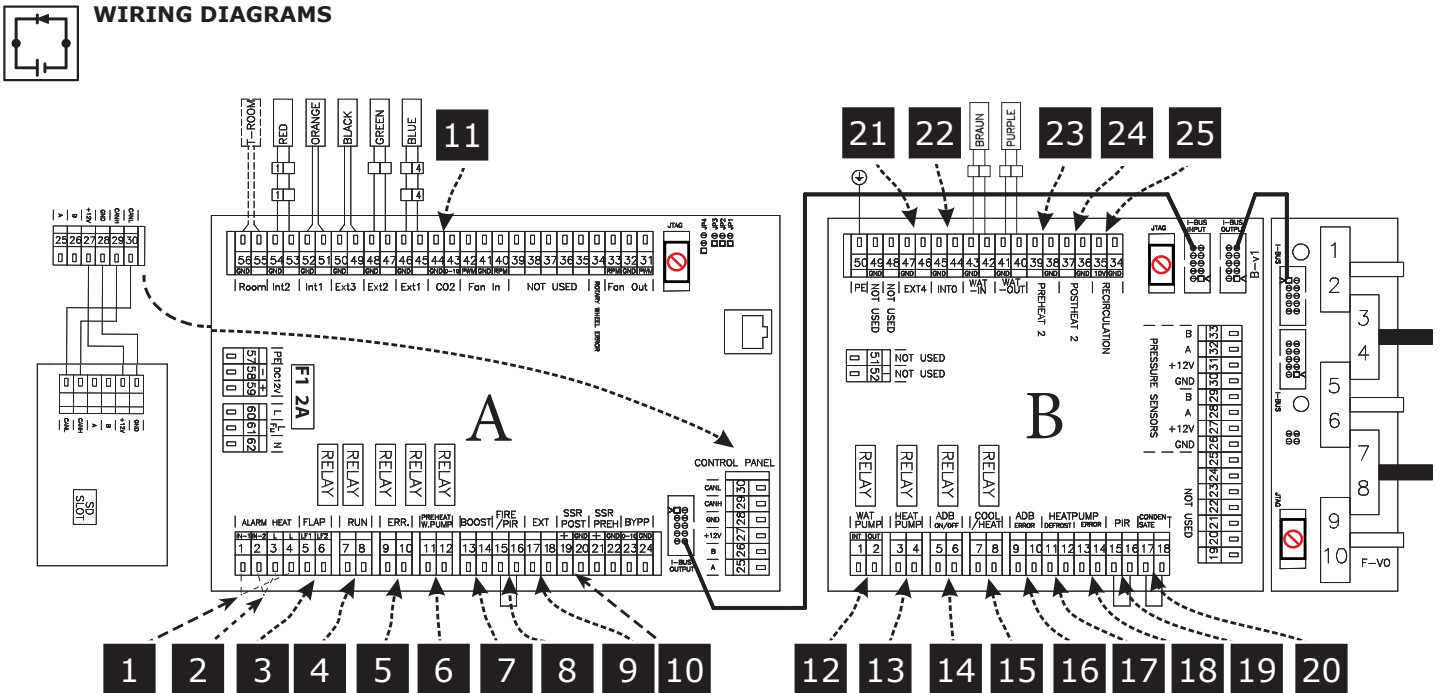 WIRING DIAGRAMS
T-ROOM
RED
ORANGE
BLACK
GREEN
BLUE
1 1
4 4
11
21
22
BRAUN
PURPLE
23
24
25
A B +12V GND CANH CANL
25 26 27 28 29 30
JTAG
JP4 JP3 JP2 JP1
56 55 54 53 52 51 50 49 48 47 46 45 44 43 42 41 40 39 38 37 36 35 34 33 32 31
GND GND GND GND GND GND 0-10 PWM GND RPM RPM GND PWM
Room Int2 Int1 Ext3 Ext2 Ext1 CO2 Fan In NOT USED ROTARY WHEEL ERROR Fan Out
57 58 59
PE - + DC12V
60 61 62
L L N
Fu
F1 2A
A
RELAY RELAY RELAY RELAY RELAY
CONTROL PANEL
CANL 30
CANH 29
GND 28
+12V 27
B 26
A 25
I-BUS
OUTPUT
ALARM HEAT FLAP RUN ERR. PREHEAT W.PUMP BOOST FIRE /PIR EXT SSR POST SSR PREH BYPP
IN-1 IN-2 L L LF1 LF2 + GND + GND 0-10 GND
1 2 3 4 5 6 7 8 9 10 11 12 13 14 15 16 17 18 19 20 21 22 23 24
CANL CANH A B +12V GND
SD
SLOT
I-BUS
INPUT
I-BUS
OUTPUT
JTAG
50 49 48 47 46 45 44 43 42 41 40 39 38 37 36 35 34
GND GND GND GND GND GND GND 10V GND
PE NOT USED NOT USED EXT4 INT0 WAT -IN WAT -OUT PREHEAT 2 POSTHEAT 2 RECIRCULATION
51 NOT USED
52 NOT USED
B
PRESSURE SENSORS
B 33
A 32
+12V 31
GND 30
B 29
A 28
+12V 27
GND 26
25
24
23
22
21
20
19
NOT USED
RELAY RELAY RELAY RELAY
WAT PUMP HEAT PUMP ADB ON/OFF COOL /HEAT ADB ERROR HEATPUMP DEFROST ERROR PIR CONDEN- SATE
INT OUT
1 2 3 4 5 6 7 8 9 10 11 12 13 14 15 16 17 18
VA-B
I-BUS
I-BUS
JTAG
1
2
3
4
5
6
7
8
9
10
F-VO
1 2 3 4 5 6 7 8 9 10 12 13 14 15 16 17 18 19 20